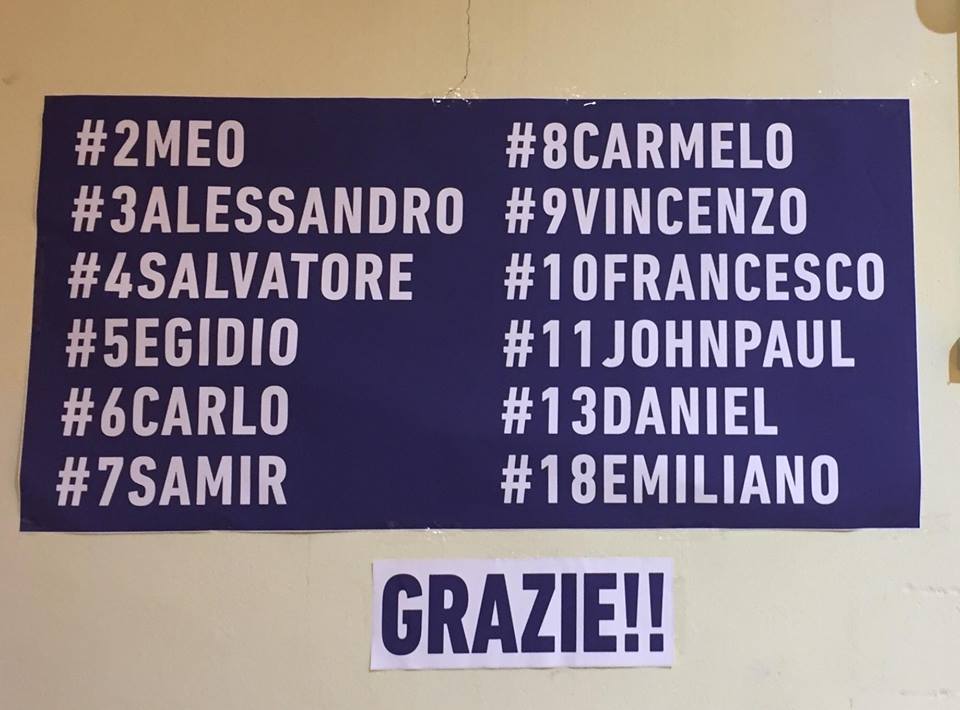 #2MEO
#3ALESSANDRO
#4SALVATORE
#5EGIDIO
#6CARLO
#7SAMIR
#8CARMELO
#9VINCENZO
#10FRANCESCO
#11JOHNPAUL
#13DANIEL
#18EMILIANO
GRAZIE!!